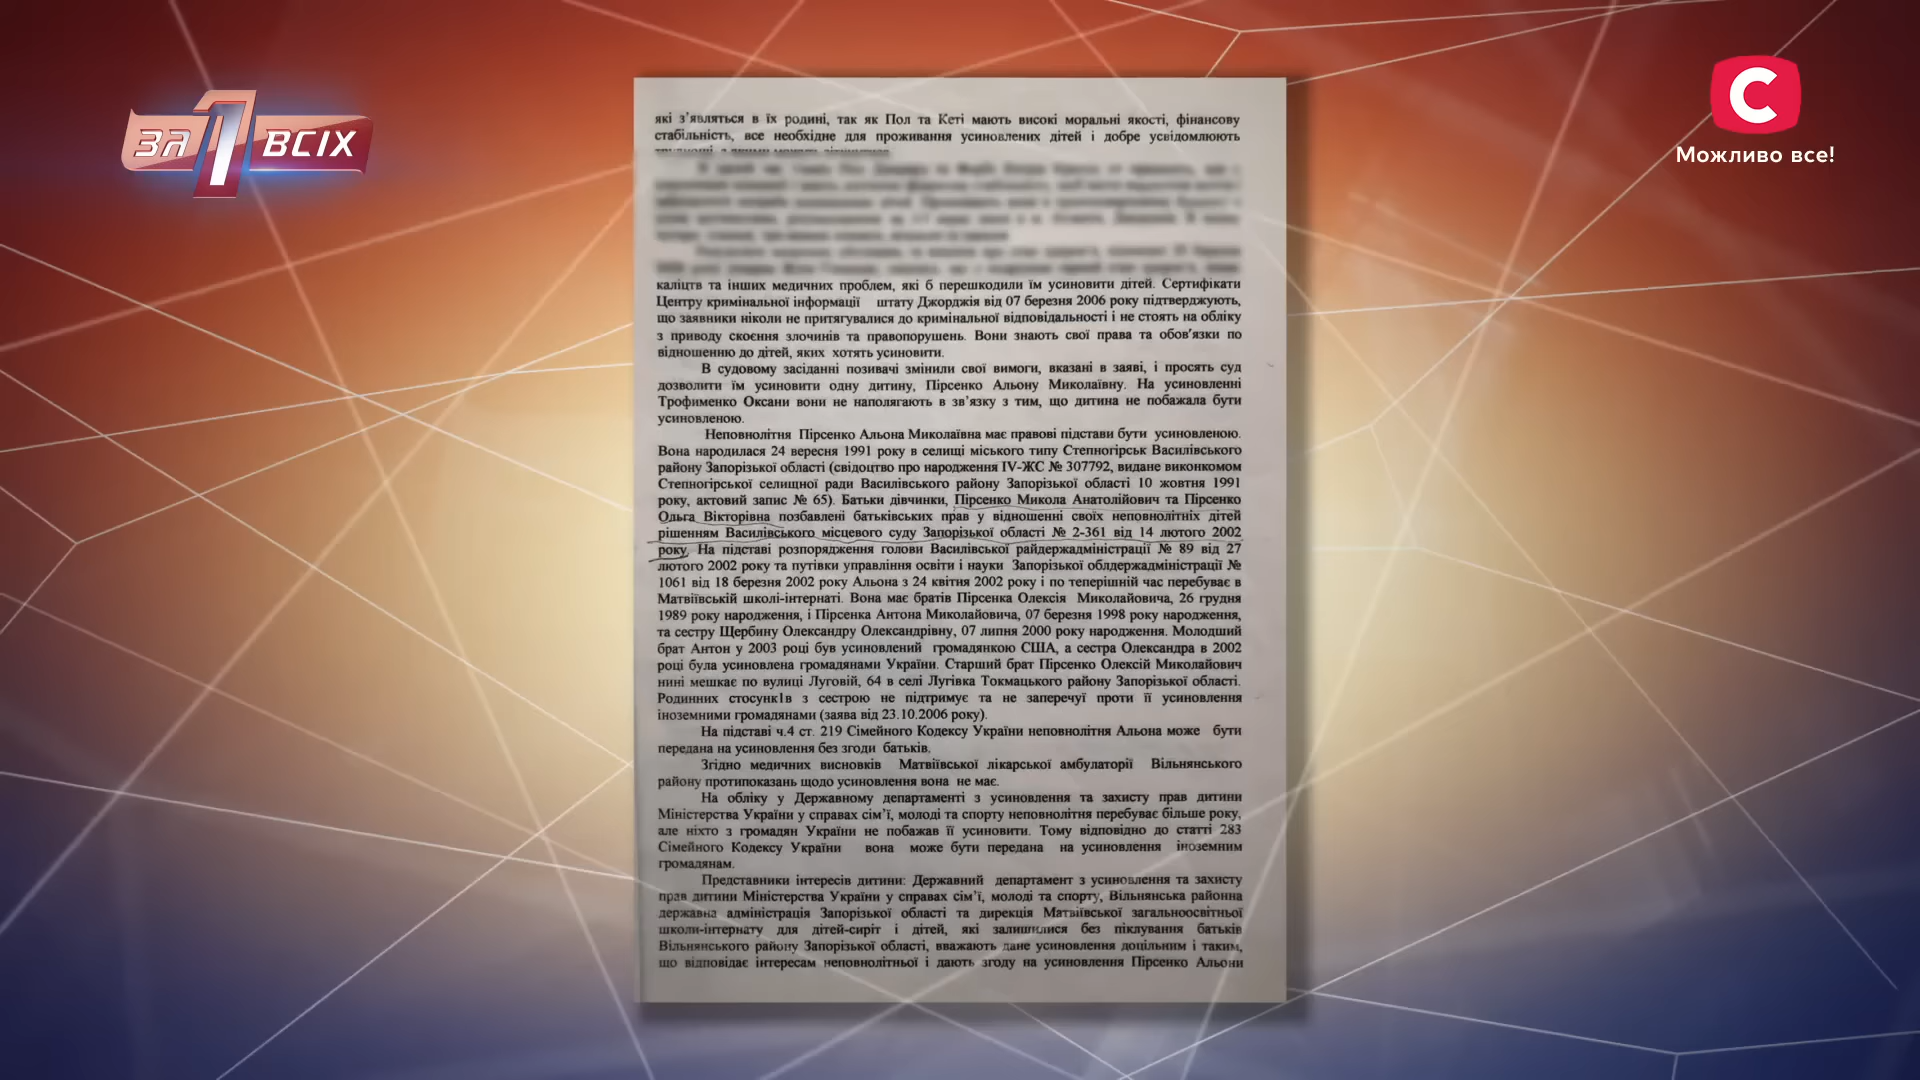 ЗА 1 ВСІХ
С
Можливо все!
які з'являться в їх родині, так як Пол та Кеті мають високі моральні якості, фінансову
стабільність, все необхідне для проживання усиновлених дітей і добре усвідомлюють
каліцтв та інших медичних проблем, які б перешкодили їм усиновити дітей. Сертифікати
Центру кримінальної інформації штату Джорджія від 07 березня 2006 року підтверджують,
що заявники ніколи не притягувалися до кримінальної відповідальності і не стоять на обліку
з приводу скоєння злочинів та правопорушень. Вони знають свої права та обов'язки по
відношенню до дітей, яких хотять усиновити.
В судовому засіданні позивачі змінили свої вимоги, вказані в заяві, і просять суд
дозволити їм усиновити одну дитину, Пірсенко Альону Миколаївну. На усиновленні
Трофименко Оксани вони не наполягають в зв'язку з тим, що дитина не побажала бути
усиновленою.
Неповнолітня Пірсенко Альона Миколаївна має правові підстави бути усиновленою.
Вона народилася 24 вересня 1991 року в селищі міського типу Степногірськ Василівського
району Запорізької області (свідоцтво про народження IV-ЖС № 307792, видане виконкомом
Степногірської селищної ради Василівського району Запорізької області 10 жовтня 1991
року, актовий запис № 65). Батьки дівчинки, Пірсенко Микола Анатолійович та Пірсенко
Ольга Вікторівна позбавлені батьківських прав у відношенні своїх неповнолітніх дітей
рішенням Василівського місцевого суду Запорізької області № 2-361 від 14 лютого 2002
року. На підставі розпорядження голови Василівської райдержадміністрації № 89 від 27
лютого 2002 року та путівки управління освіти і науки Запорізької облдержадміністрації №
1061 від 18 березня 2002 року Альона з 24 квітня 2002 року і по теперішній час перебуває в
Матвіївській школі-інтернаті. Вона має братів Пірсенка Олексія Миколайовича, 26 грудня
1989 року народження, і Пірсенка Антона Миколайовича, 07 березня 1998 року народження,
та сестру Щербину Олександру Олександрівну, 07 липня 2000 року народження. Молодший
брат Антон у 2003 році був усиновлений громадянкою США, а сестра Олександра в 2002
році була усиновлена громадянами України. Старший брат Пірсенко Олексій Миколайович
нині мешкає по вулиці Луговій, 64 в селі Лугівка Токмацького району Запорізької області.
Родинних стосункІв з сестрою не підтримує та не заперечує проти її усиновлення
іноземними громадянами (заява від 23.10.2006 року).
На підставі ч.4 ст. 219 Сімейного Кодексу України неповнолітня Альона може бути
передана на усиновлення без згоди батьків.
Згідно медичних висновків Матвіївської лікарської амбулаторії Вільнянського
району протипоказань щодо усиновлення вона не має.
На обліку у Державному департаменті з усиновлення та захисту прав дитини
Міністерства України у справах сім'ї, молоді та спорту неповнолітня перебуває більше року,
але ніхто з громадян України не побажав її усиновити. Тому відповідно до статті 283
Сімейного Кодексу України вона може бути передана на усиновлення іноземним
громадянам.
Представники інтересів дитини: Державний департамент з усиновлення та захисту
прав дитини Міністерства України у справах сім'ї, молоді та спорту, Вільнянська районна
державна адміністрація Запорізької області та дирекція Матвіївської загальноосвітньої
школи-інтернату для дітей-сиріт і дітей, які залишилися без піклування батьків
Вільнянського району Запорізької області, вважають дане усиновлення доцільним і таким,
що відповідає інтересам неповнолітньої і дають згоду на усиновлення Пірсенко Альони